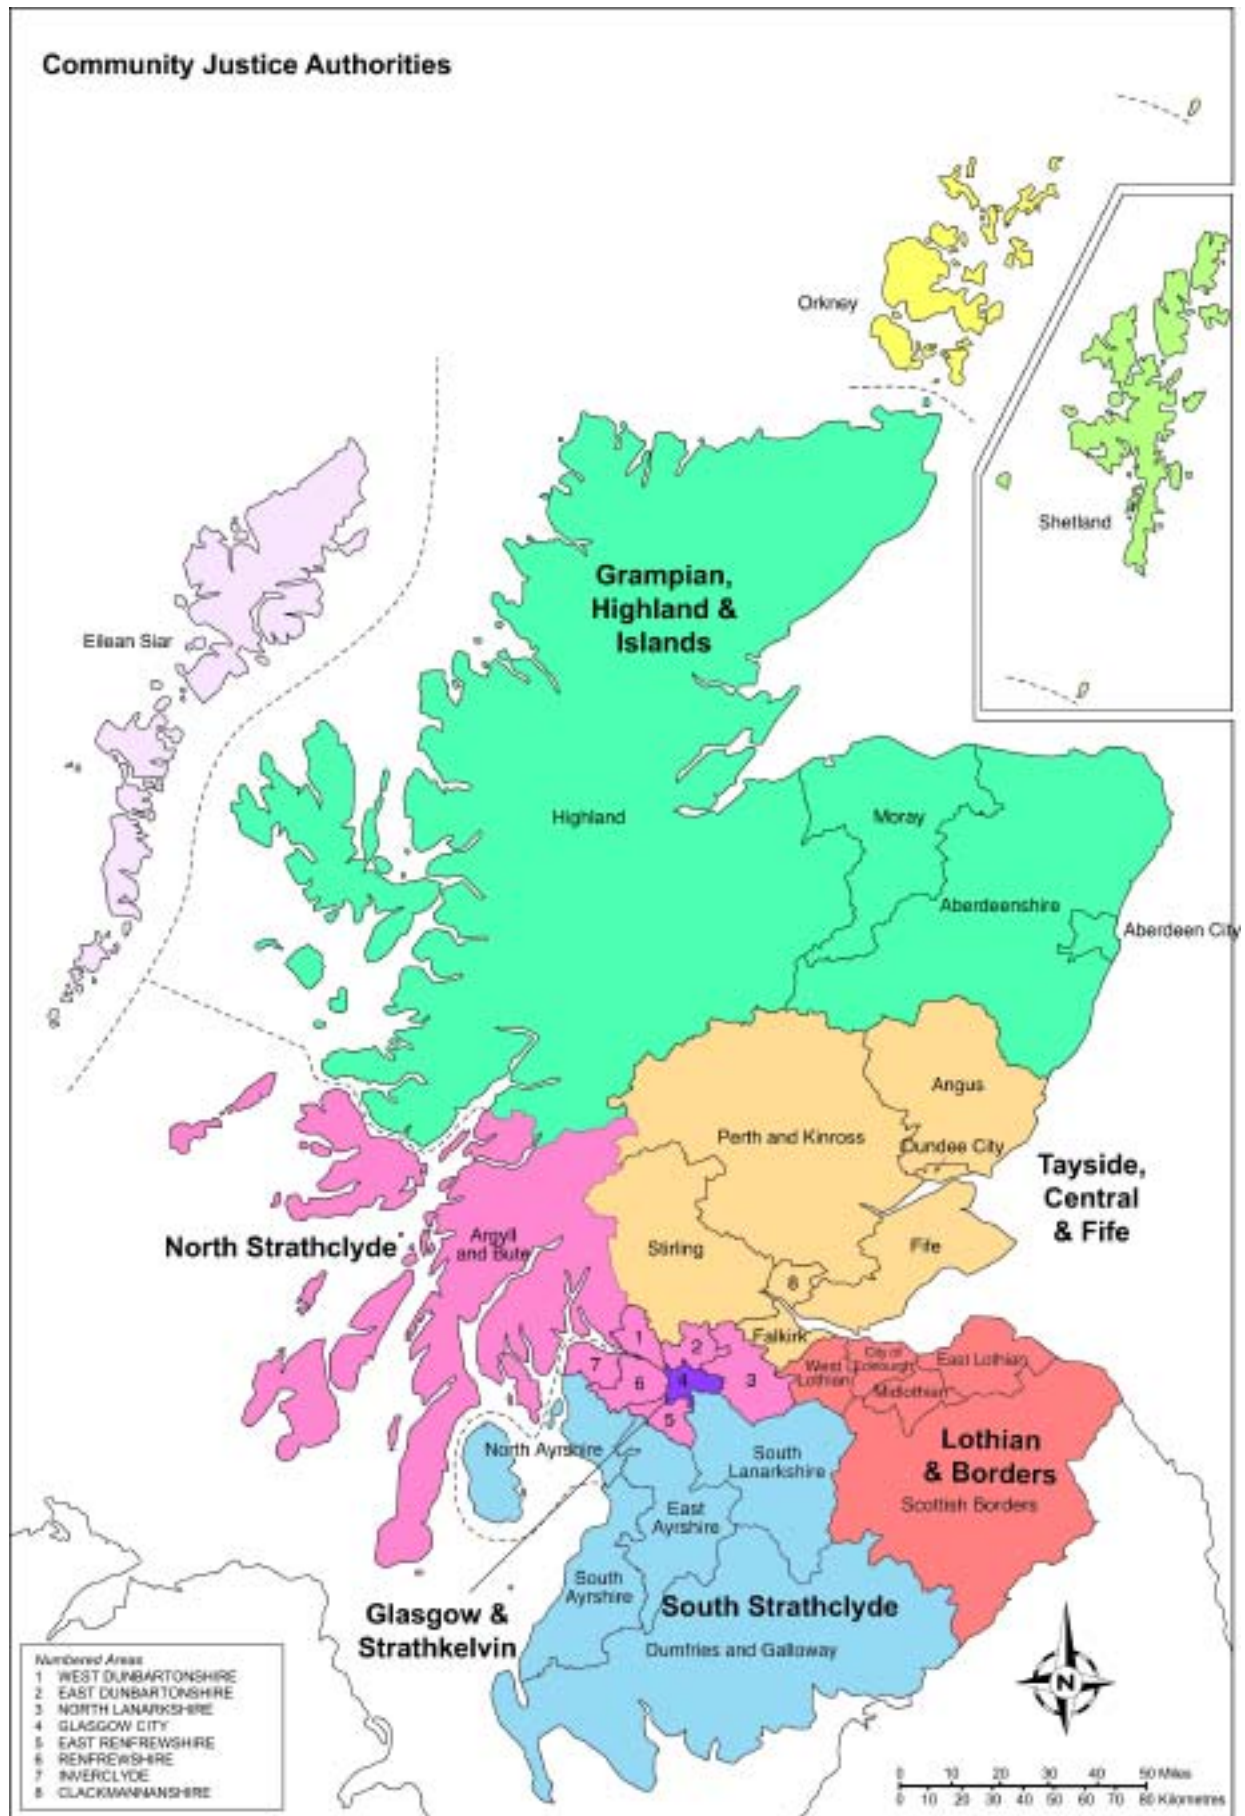 Community Justice Authorities
Orkney
Shetland
Grampian,
Highland &
Islands
Eilean Siar
Highland
Moray
Aberdeenshire
Aberdeen City
Angus
Perth and Kinross
Dundee City
Tayside,
Central
& Fife
North Strathclyde
Argyll
and Bute
Stirling
Fife
8
Falkirk
1
2
7
6
4
3
5
West
Lothian
City of
Edinburgh
East Lothian
Midlothian
Lothian
& Borders
Scottish Borders
North Ayrshire
South
Lanarkshire
East
Ayrshire
South
Ayrshire
Glasgow &
Strathkelvin
South Strathclyde
Dumfries and Galloway
N
Numbered Areas
1 WEST DUNBARTONSHIRE
2 EAST DUNBARTONSHIRE
3 NORTH LANARKSHIRE
4 GLASGOW CITY
5 EAST RENFREWSHIRE
6 RENFREWSHIRE
7 INVERCLYDE
8 CLACKMANNANSHIRE
0 10 20 30 40 50 Miles
0 10 20 30 40 50 60 70 80 Kilometres